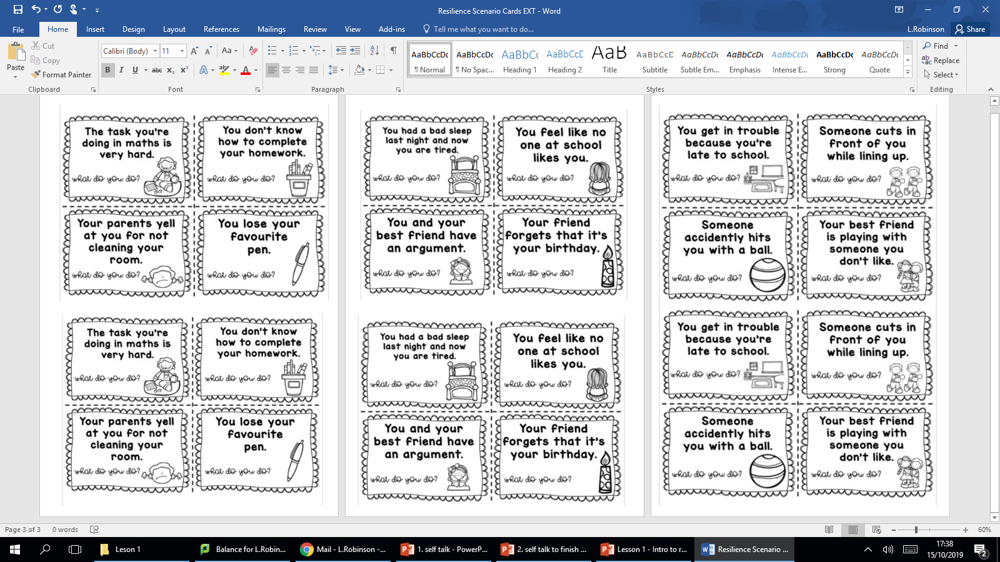 Resilience Scenario Cards EXT - Word
File Home Insert Design Layout References Mailings Review View Add-ins Tell me what you want to do... L.Robinson Share
Paste
Cut
Copy
Format Painter
Clipboard
Calibri (Body) 11
Font
Paragraph
AaBbCcDc AaBbCcDc AaBbCc AaBbCcD AaB AaBbCcD AaBbCcDc AaBbCcDc AaBbCcDc AaBbCcDc AaBbCcDc
¶ Normal ¶ No Spac... Heading 1 Heading 2 Title Subtitle Subtle Em... Emphasis Intense E... Strong Quote
Styles
Find
Replace
Select
Editing
The task you're
doing in maths is
very hard.
what do you do?
You don't know
how to complete
your homework.
what do you do?
Your parents yell
at you for not
cleaning your
room.
what do you do?
You lose your
favourite
pen.
what do you do?
The task you're
doing in maths is
very hard.
what do you do?
You don't know
how to complete
your homework.
what do you do?
Your parents yell
at you for not
cleaning your
room.
what do you do?
You lose your
favourite
pen.
what do you do?
You had a bad sleep
last night and now
you are tired.
what do you do?
You feel like no
one at school
likes you.
what do you do?
You and your
best friend have
an argument.
what do you do?
Your friend
forgets that it's
your birthday.
what do you do?
You had a bad sleep
last night and now
you are tired.
what do you do?
You feel like no
one at school
likes you.
what do you do?
You and your
best friend have
an argument.
what do you do?
Your friend
forgets that it's
your birthday.
what do you do?
You get in trouble
because you're
late to school.
what do you do?
Someone cuts in
front of you
while lining up.
what do you do?
Someone
accidently hits
you with a ball.
what do you do?
Your best friend
is playing with
someone you
don't like.
what do you do?
You get in trouble
because you're
late to school.
what do you do?
Someone cuts in
front of you
while lining up.
what do you do?
Someone
accidently hits
you with a ball.
what do you do?
Your best friend
is playing with
someone you
don't like.
what do you do?
Page 3 of 3 0 words 60%
Leson 1 Balance for L.Robin... Mail - L.Robinson -... 1. self talk - PowerP... 2. self talk to finish ... Lesson 1 - Intro to r... Resilience Scenario ...
17:38
15/10/2019
2